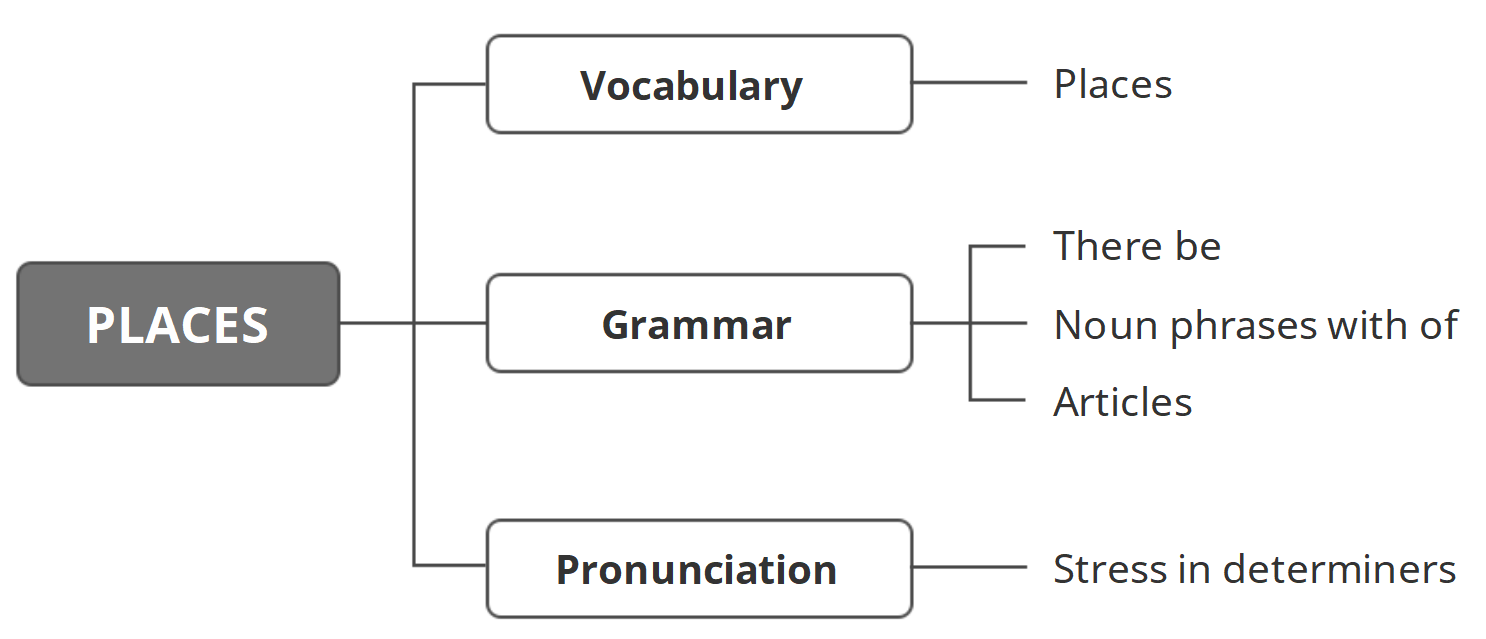 PLACES
Vocabulary
Places
Grammar
There be
Noun phrases with of
Articles
Pronunciation
Stress in determiners